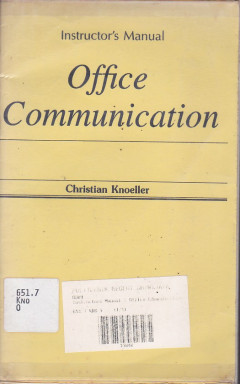 Instructor's Manual
Office
Communication
Christian Knoeller
651.7
Kno
O